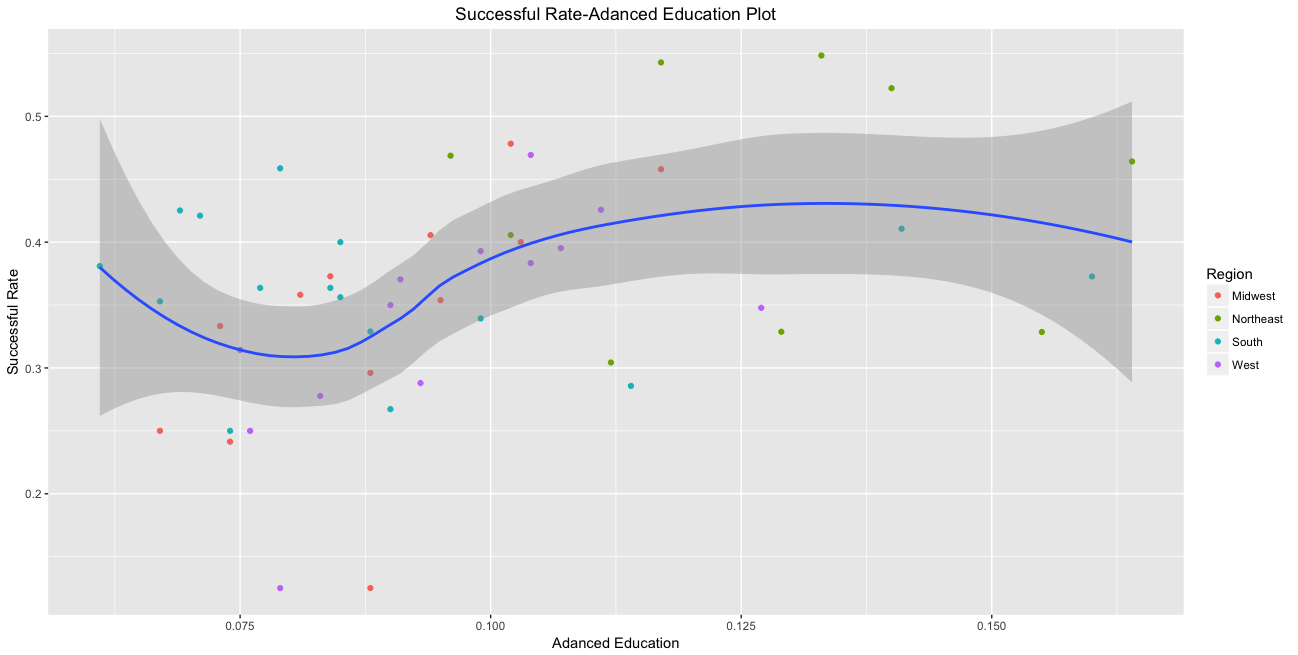 Successful Rate-Adanced Education Plot
Successful Rate
0.5
0.4
0.3
0.2
0.075
0.100
0.125
0.150
Adanced Education
Region
Midwest
Northeast
South
West